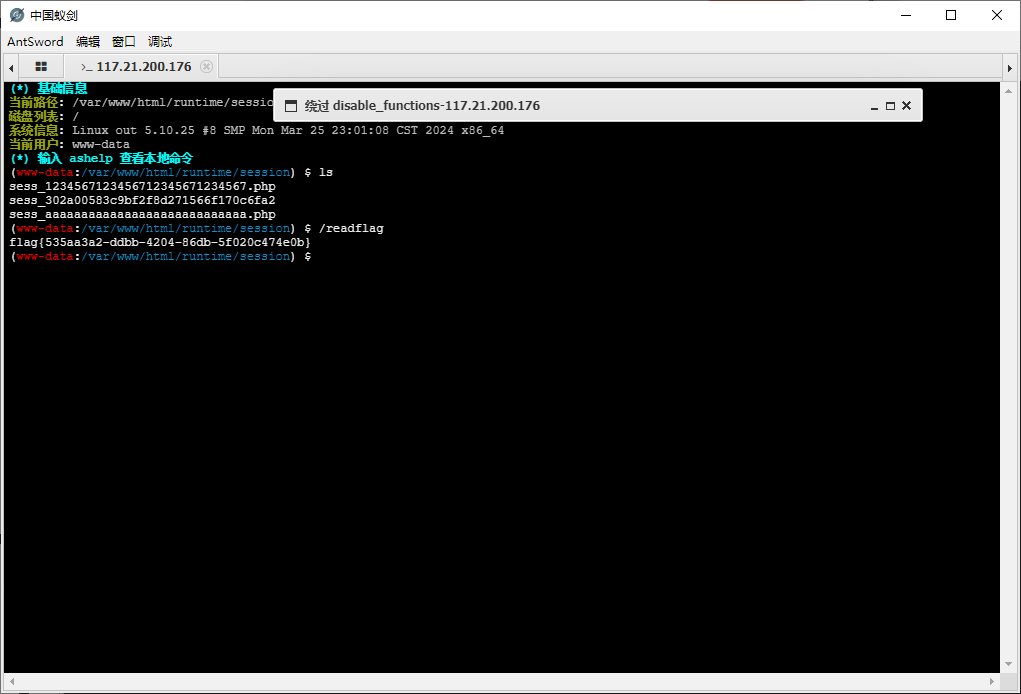 中国蚁剑
AntSword 编辑 窗口 调试
>_ 117.21.200.176
(*) 基础信息
当前路径: /var/www/html/runtime/sessio
绕过 disable_functions-117.21.200.176
磁盘列表: /
系统信息: Linux out 5.10.25 #8 SMP Mon Mar 25 23:01:08 CST 2024 x86_64
当前用户: www-data
(*) 输入 ashelp 查看本地命令
(www-data:/var/www/html/runtime/session) $ ls
sess_1234567123456712345671234567.php
sess_302a00583c9bf2f8d271566f170c6fa2
sess_aaaaaaaaaaaaaaaaaaaaaaaaaaaa.php
(www-data:/var/www/html/runtime/session) $ /readflag
flag{535aa3a2-ddbb-4204-86db-5f020c474e0b}
(www-data:/var/www/html/runtime/session) $